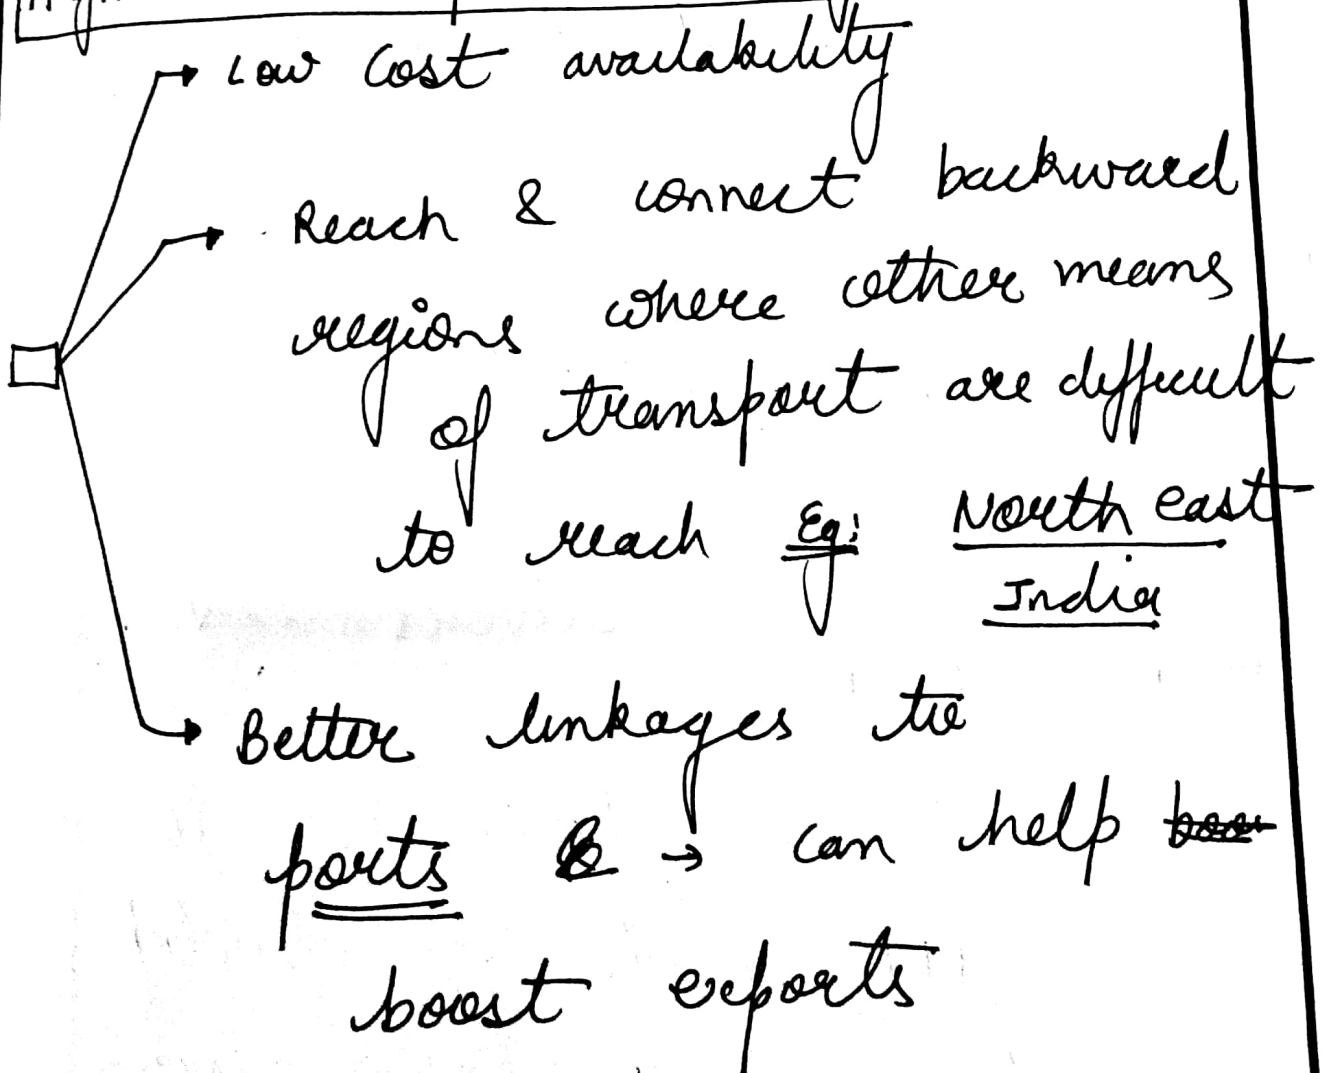 → Low Cost availability
→ Reach & connect backward
regions where other means
of transport are difficult
to reach Eg: North east
India
→ Better linkages to
ports & → can help
boost exports